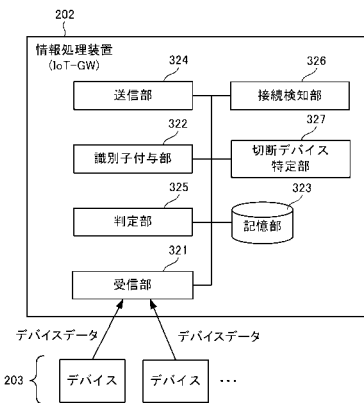 202
情報処理装置
(IoT-GW)
324
送信部
326
接続検知部
322
識別子付与部
327
切断デバイス
特定部
325
判定部
323
記憶部
321
受信部
デバイスデータ
デバイスデータ
203
デバイス
デバイス
···